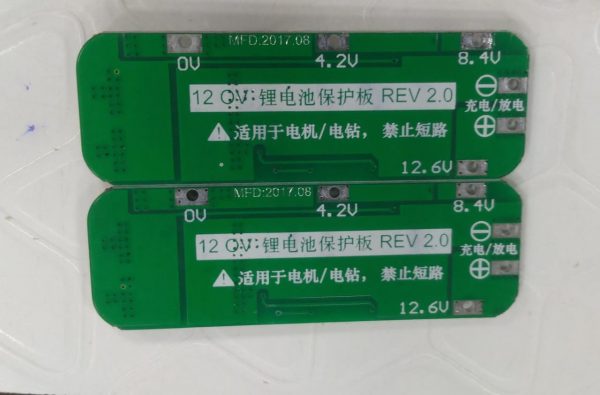 MFD:2017.08
0V
4.2V
8.4V
12.0V:锂电池保护板 REV 2.0
充电/放电
适用于电机/电钻，禁止短路
12.6V
MFD:2017.08
0V
4.2V
8.4V
12.0V:锂电池保护板 REV 2.0
充电/放电
适用于电机/电钻，禁止短路
12.6V